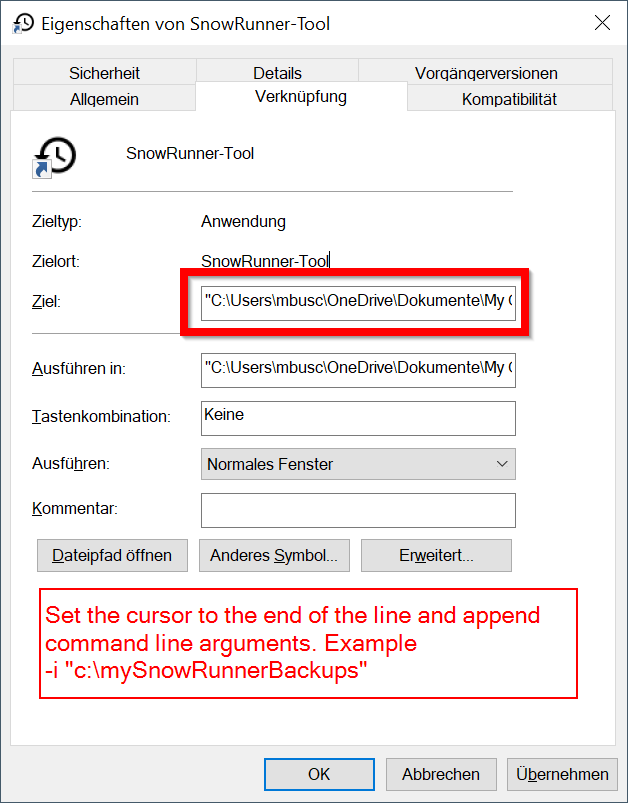 Eigenschaften von SnowRunner-Tool
Sicherheit Details Vorgängerversionen
Allgemein Verknüpfung Kompatibilität
SnowRunner-Tool
Zieltyp: Anwendung
Zielort: SnowRunner-Tool
Ziel: "C:\Users\mbusc\OneDrive\Dokumente\My
Ausführen in: "C:\Users\mbusc\OneDrive\Dokumente\My
Tastenkombination: Keine
Ausführen: Normales Fenster
Kommentar:
Dateipfad öffnen Anderes Symbol... Erweitert...
Set the cursor to the end of the line and append
command line arguments. Example
-i "c:\mySnowRunnerBackups"
OK Abbrechen Übernehmen